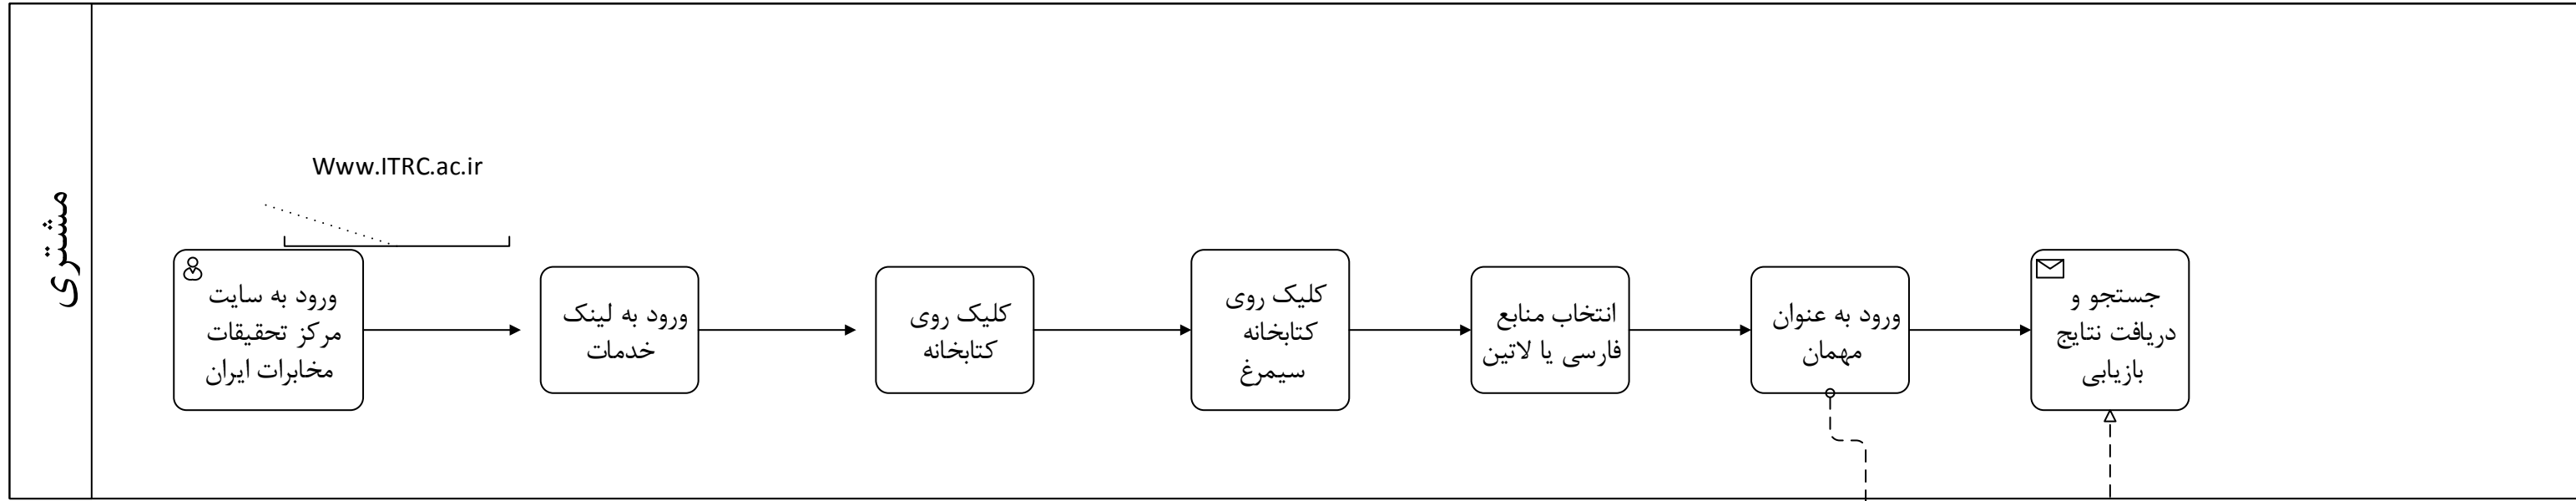 مشتری
Www.ITRC.ac.ir
ورود به سایت
مرکز تحقیقات
مخابرات ایران
ورود به لینک
خدمات
کلیک روی
کتابخانه
کلیک روی
کتابخانه
سیمرغ
انتخاب منابع
فارسی یا لاتین
ورود به عنوان
مهمان
جستجو و
دریافت نتایج
بازیابی